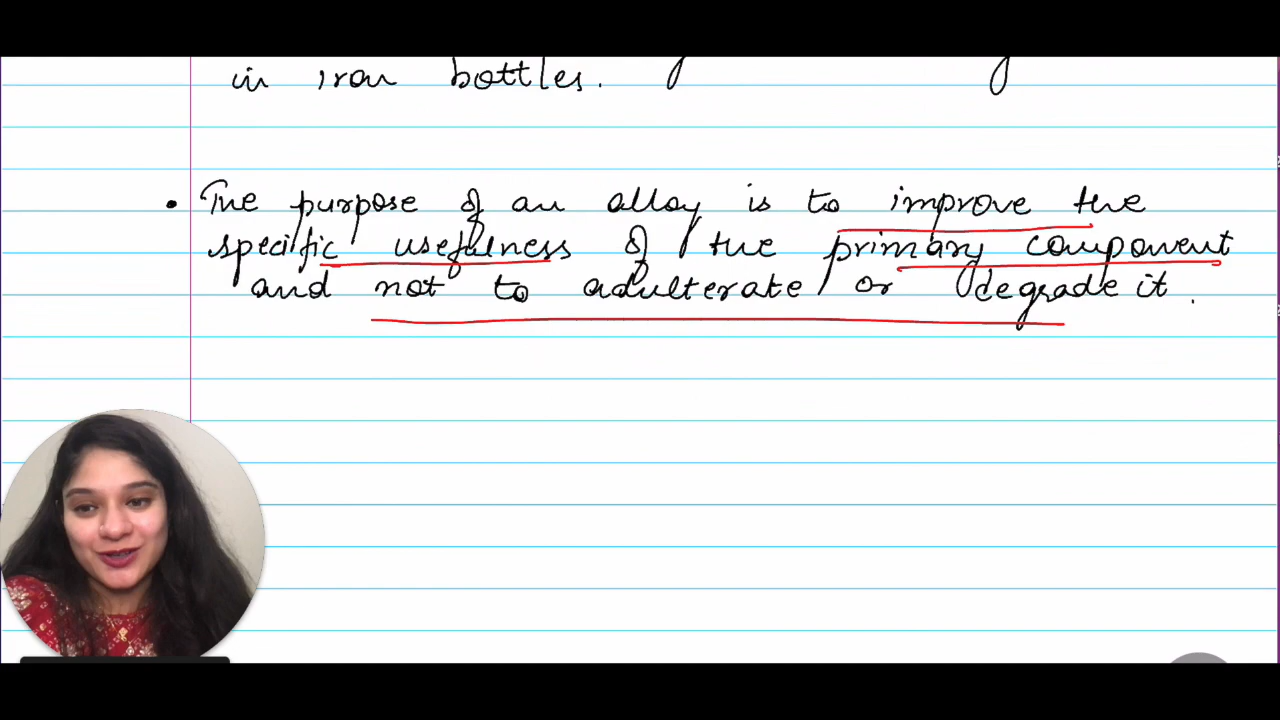 in iron bottles.
• The purpose of an alloy is to improve the
specific usefulness of the primary component
and not to adulterate or degrade it.